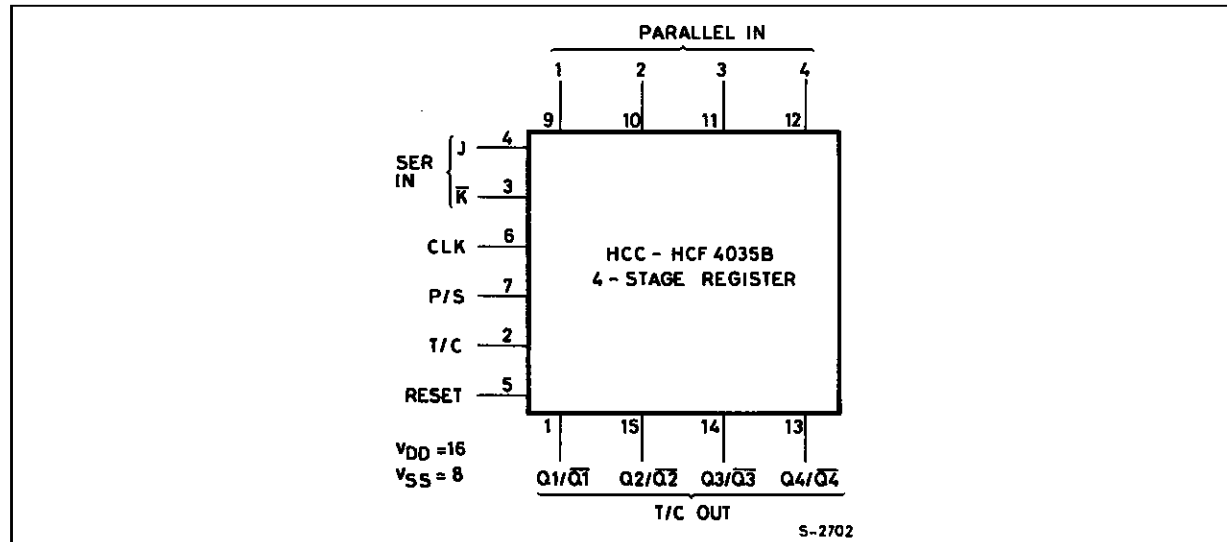 PARALLEL IN
1 2 3 4
9 10 11 12
J 4
SER IN
K̅ 3
CLK 6
P/S 7
T/C 2
RESET 5
HCC - HCF 4035B
4 - STAGE REGISTER
1 15 14 13
VDD = 16
VSS = 8
Q1/Q̅1̅ Q2/Q̅2̅ Q3/Q̅3̅ Q4/Q̅4̅
T/C OUT
S-2702